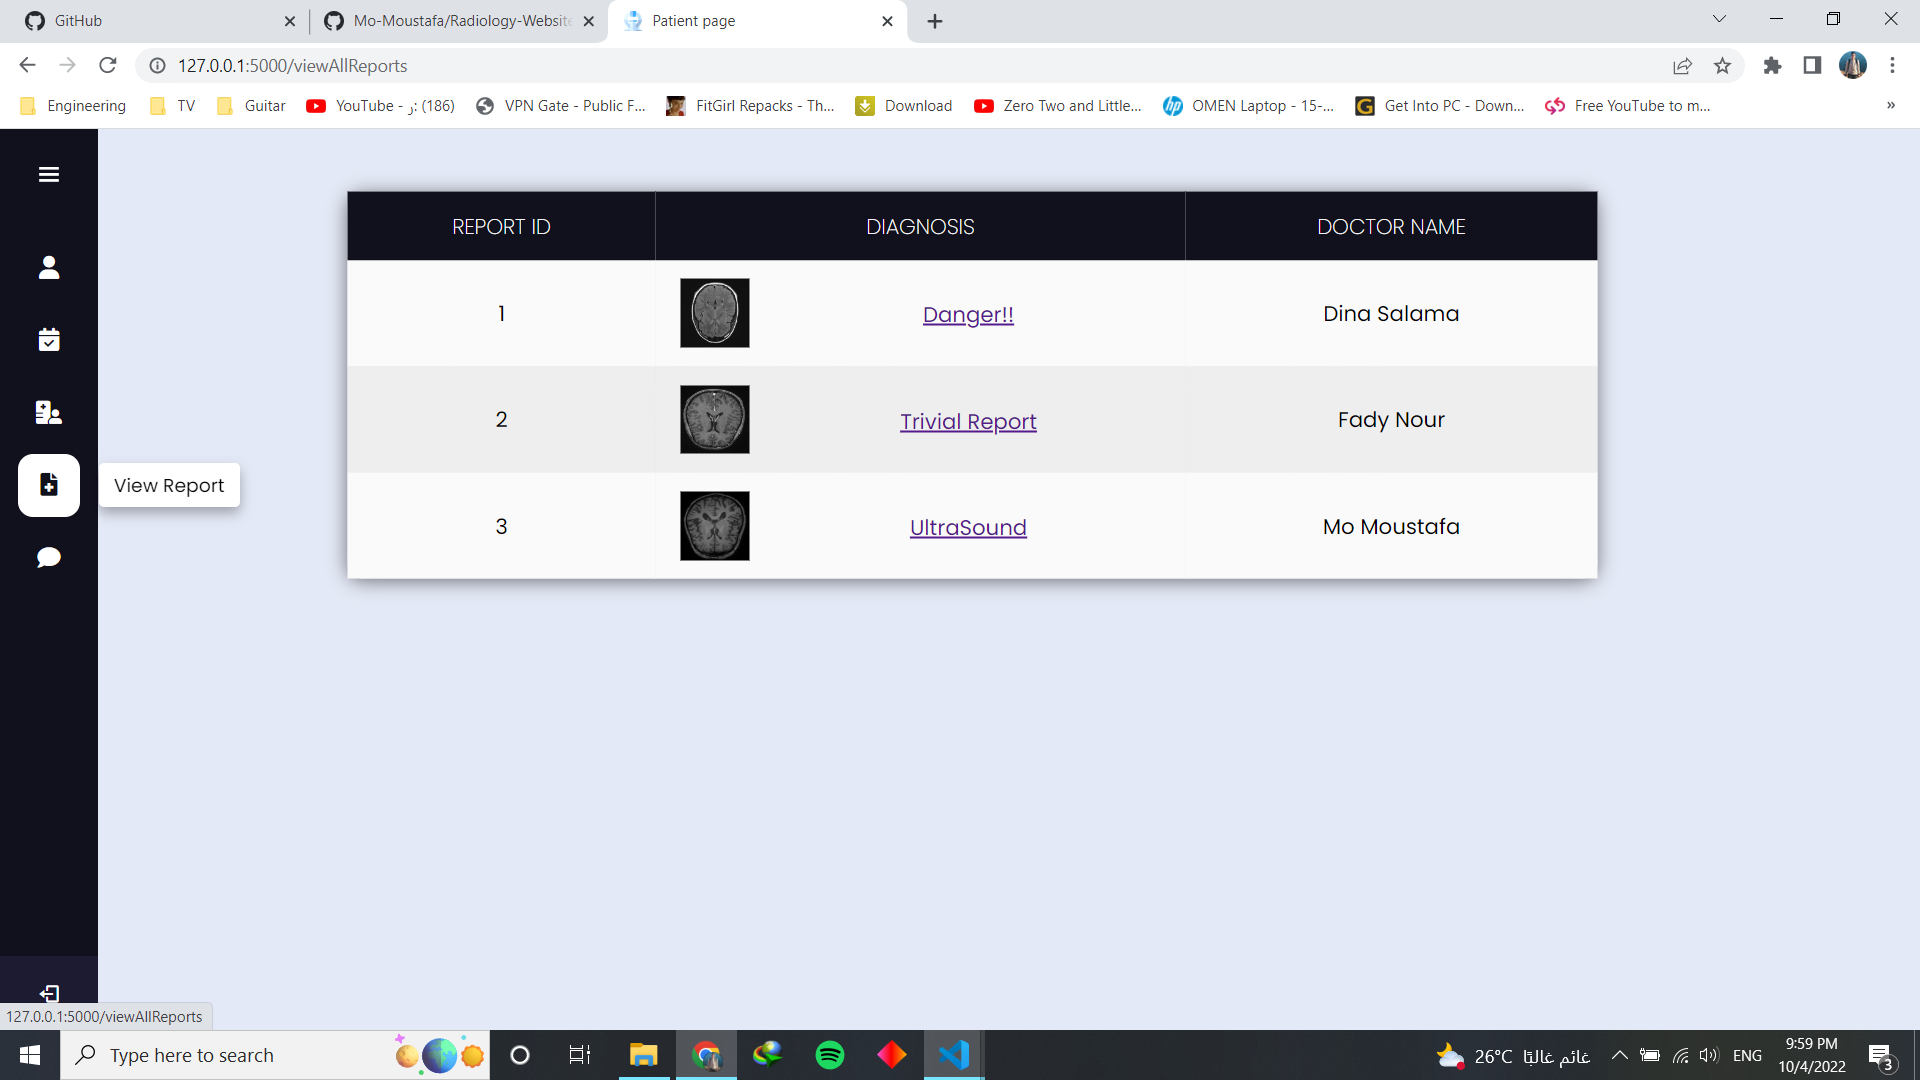 GitHub
Mo-Moustafa/Radiology-Website
Patient page
127.0.0.1:5000/viewAllReports
Engineering
TV
Guitar
YouTube - ز: (186)
VPN Gate - Public F...
FitGirl Repacks - Th...
Download
Zero Two and Little...
OMEN Laptop - 15-...
Get Into PC - Down...
Free YouTube to m...
»
REPORT ID DIAGNOSIS DOCTOR NAME
1 Danger!! Dina Salama
2 Trivial Report Fady Nour
View Report
3 UltraSound Mo Moustafa
127.0.0.1:5000/viewAllReports
Type here to search
26°C غائم غالبًا
ENG
9:59 PM
10/4/2022
3